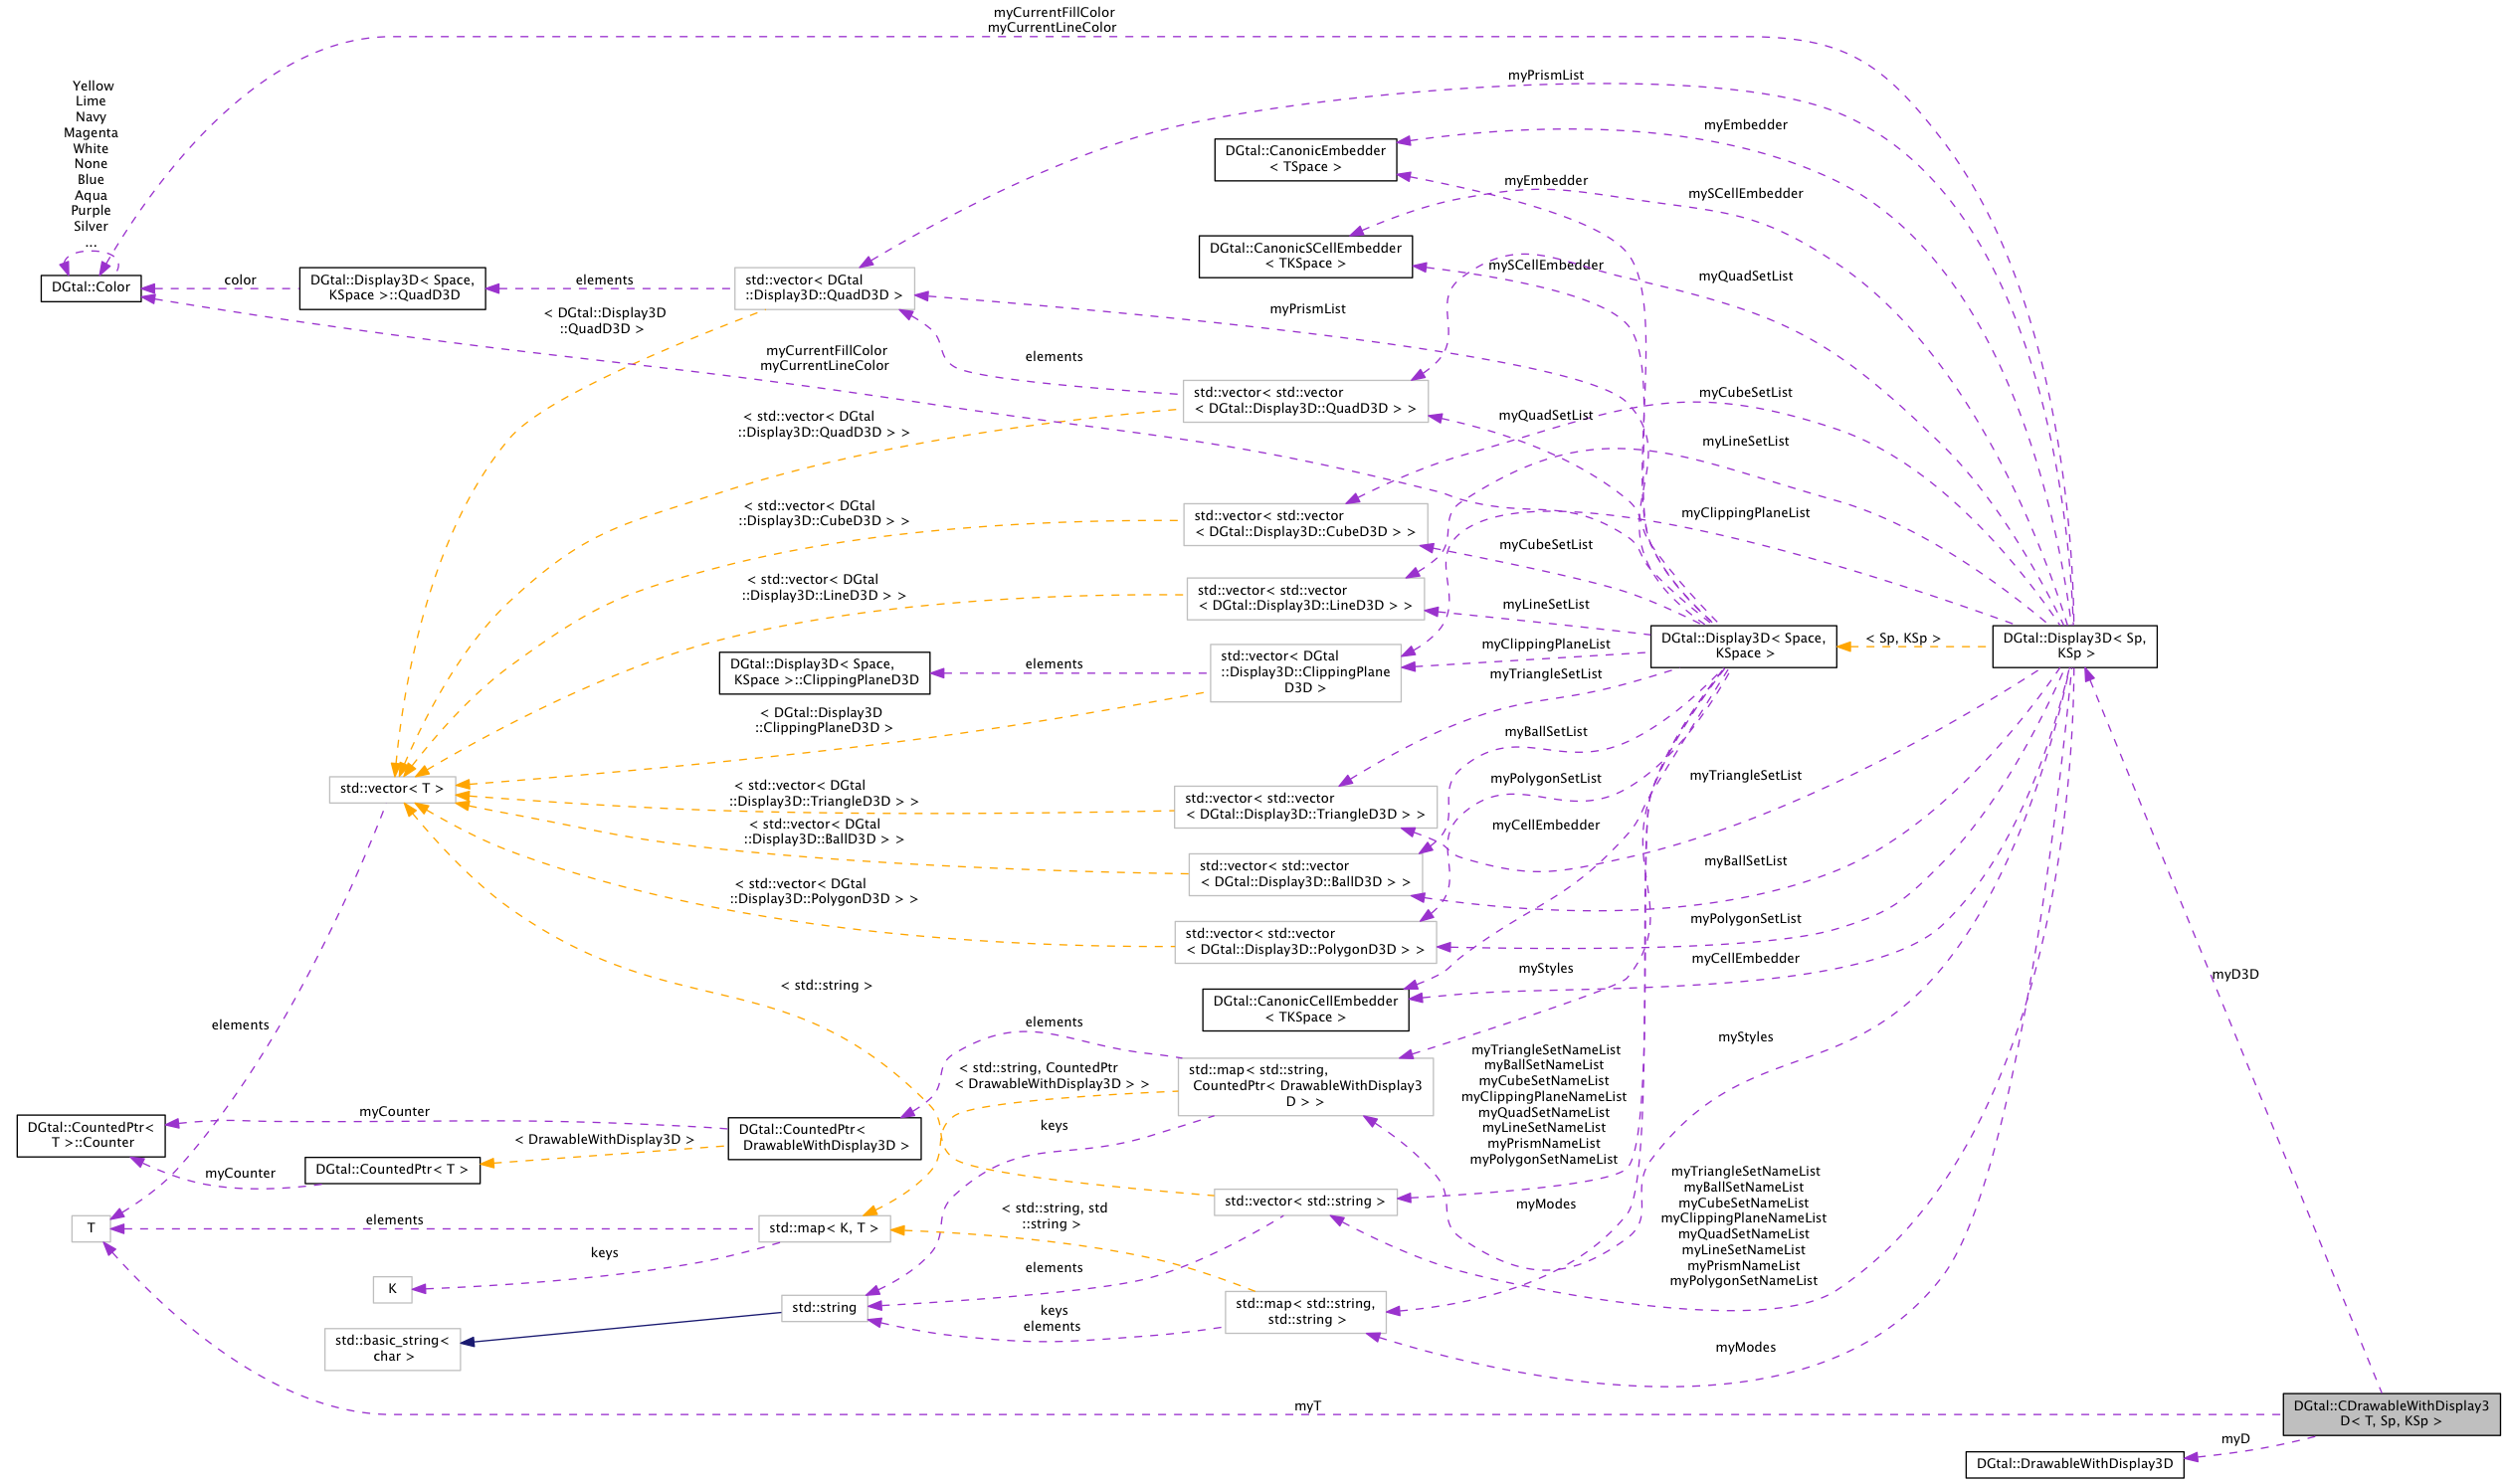 myCurrentFillColor
myCurrentLineColor
myPrismList
Yellow
Lime
Navy
Magenta
White
None
Blue
Aqua
Purple
Silver
...
myEmbedder
DGtal::CanonicEmbedder
< TSpace >
myEmbedder
mySCellEmbedder
DGtal::CanonicSCellEmbedder
< TKSpace >
mySCellEmbedder
myQuadSetList
DGtal::Color
color
DGtal::Display3D< Space,
KSpace >::QuadD3D
elements
std::vector< DGtal
::Display3D::QuadD3D >
< DGtal::Display3D
::QuadD3D >
myPrismList
myCurrentFillColor
myCurrentLineColor
elements
std::vector< std::vector
< DGtal::Display3D::QuadD3D > >
myCubeSetList
< std::vector< DGtal
::Display3D::QuadD3D > >
myQuadSetList
myLineSetList
< std::vector< DGtal
::Display3D::CubeD3D > >
std::vector< std::vector
< DGtal::Display3D::CubeD3D > >
myClippingPlaneList
myCubeSetList
< std::vector< DGtal
::Display3D::LineD3D > >
std::vector< std::vector
< DGtal::Display3D::LineD3D > >
myLineSetList
DGtal::Display3D< Space,
KSpace >
< Sp, KSp >
DGtal::Display3D< Sp,
KSp >
myClippingPlaneList
DGtal::Display3D< Space,
KSpace >::ClippingPlaneD3D
elements
std::vector< DGtal
::Display3D::ClippingPlane
D3D >
myTriangleSetList
< DGtal::Display3D
::ClippingPlaneD3D >
myBallSetList
std::vector< T >
< std::vector< DGtal
::Display3D::TriangleD3D > >
std::vector< std::vector
< DGtal::Display3D::TriangleD3D > >
myPolygonSetList
myTriangleSetList
< std::vector< DGtal
::Display3D::BallD3D > >
myCellEmbedder
std::vector< std::vector
< DGtal::Display3D::BallD3D > >
myBallSetList
< std::vector< DGtal
::Display3D::PolygonD3D > >
std::vector< std::vector
< DGtal::Display3D::PolygonD3D > >
myPolygonSetList
myCellEmbedder
myStyles
myD3D
< std::string >
DGtal::CanonicCellEmbedder
< TKSpace >
elements
elements
myStyles
myTriangleSetNameList
myBallSetNameList
myCubeSetNameList
myClippingPlaneNameList
myQuadSetNameList
myLineSetNameList
myPrismNameList
myPolygonSetNameList
< std::string, CountedPtr
< DrawableWithDisplay3D > >
std::map< std::string,
CountedPtr< DrawableWithDisplay3
D > >
DGtal::CountedPtr<
T >::Counter
myCounter
DGtal::CountedPtr<
DrawableWithDisplay3D >
keys
< DrawableWithDisplay3D >
myCounter
DGtal::CountedPtr< T >
myTriangleSetNameList
myBallSetNameList
myCubeSetNameList
myClippingPlaneNameList
myQuadSetNameList
myLineSetNameList
myPrismNameList
myPolygonSetNameList
std::vector< std::string >
myModes
< std::string, std
::string >
T
elements
std::map< K, T >
keys
K
elements
std::string
keys
elements
std::map< std::string,
std::string >
std::basic_string<
char >
myModes
myT
DGtal::CDrawableWithDisplay3
D< T, Sp, KSp >
myD
DGtal::DrawableWithDisplay3D